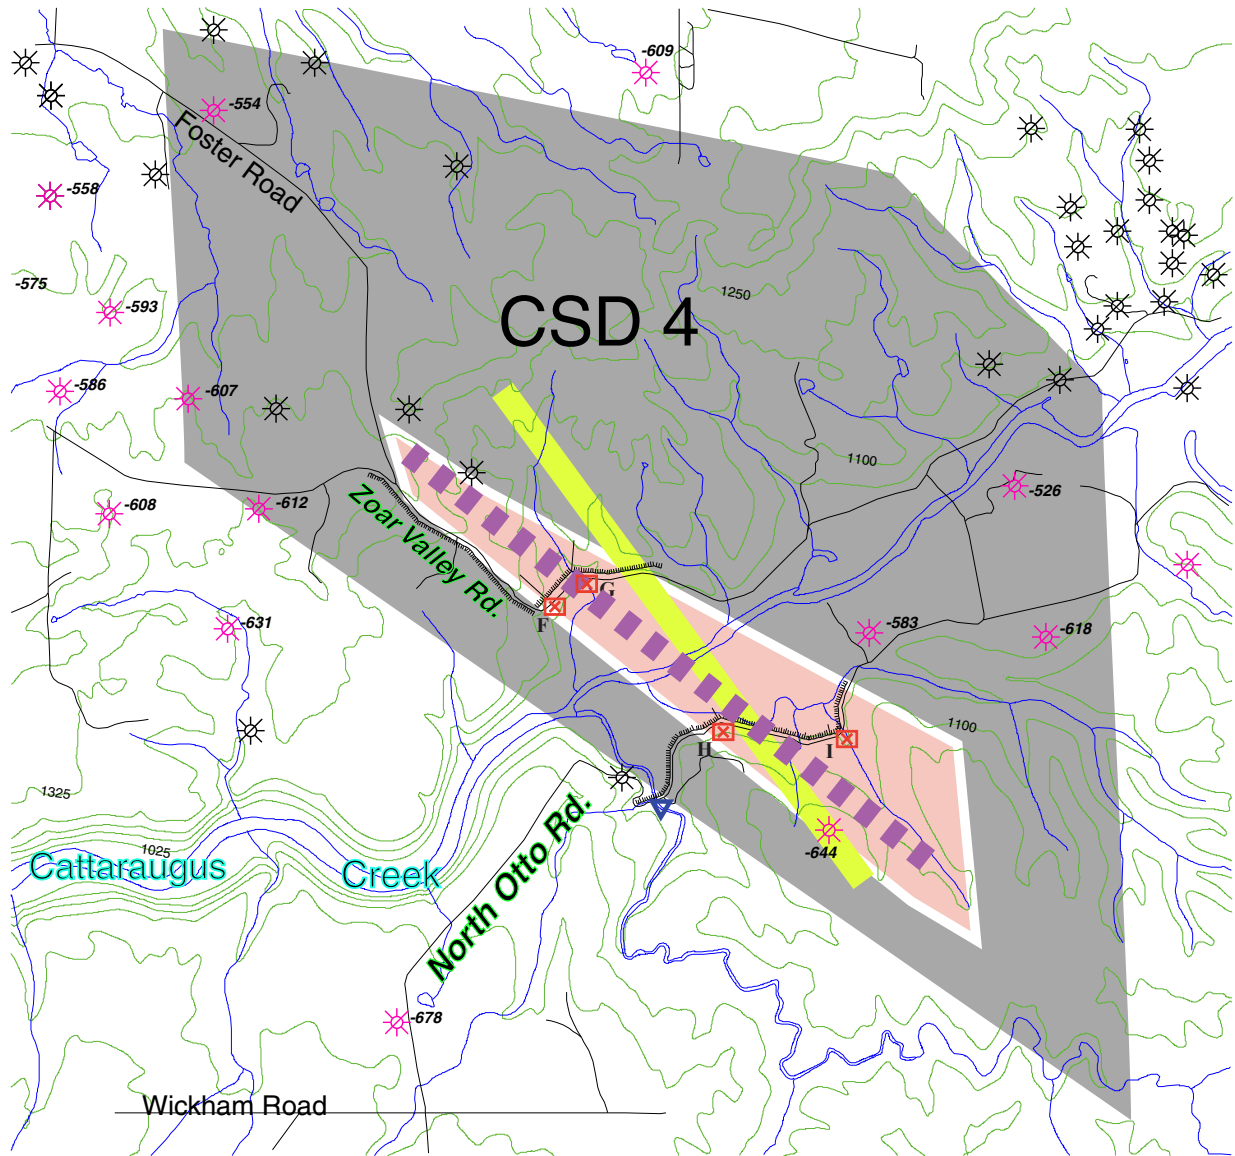 -609
-554
Foster Road
-558
-575
1250
-593
CSD 4
-586
-607
1100
-526
Zoar Valley Rd.
-608
-612
G
F
-583
-618
-631
1100
H
I
1325
North Otto Rd.
1025
-644
Cattaraugus Creek
-678
Wickham Road